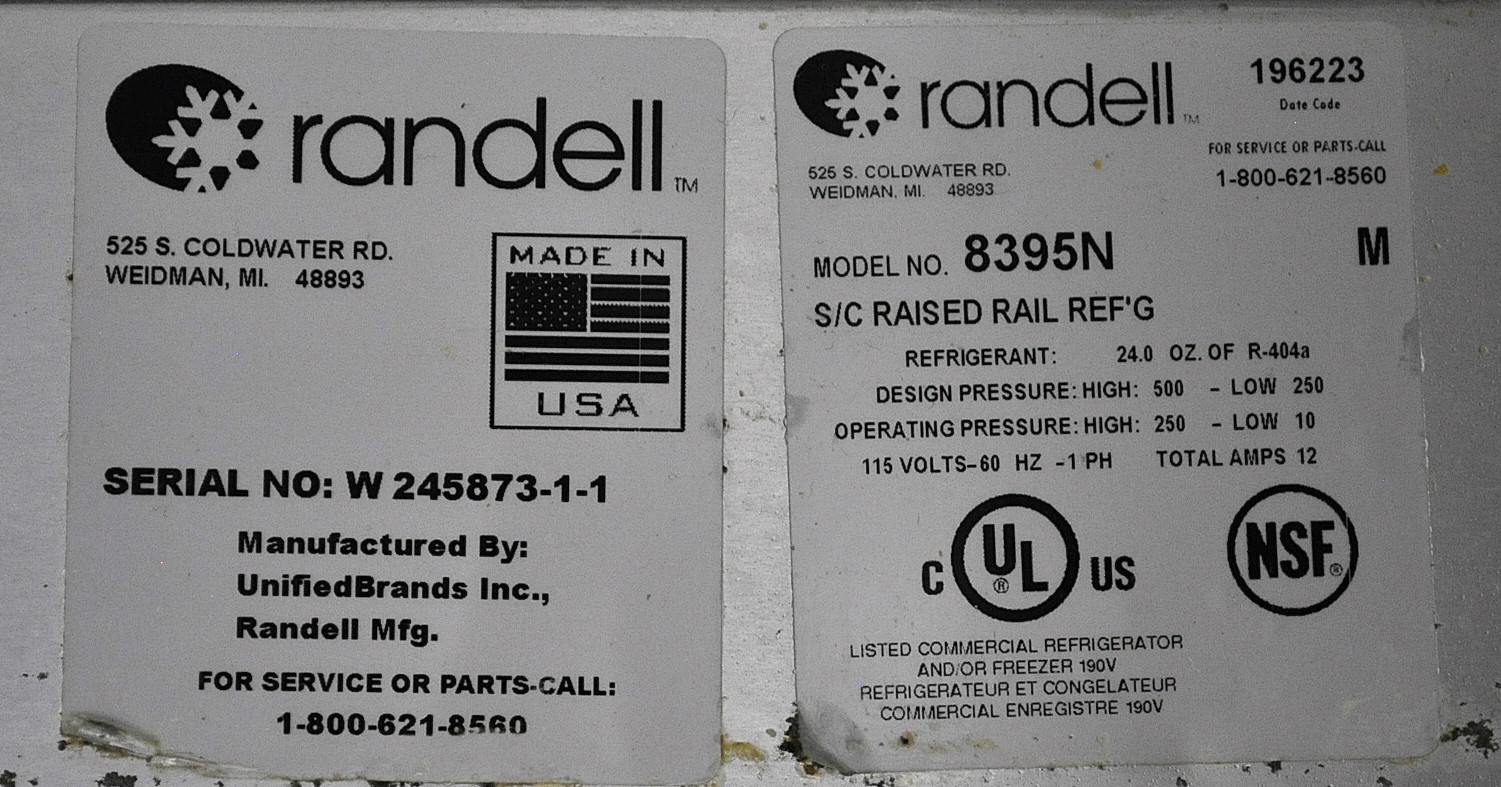 randell™
525 S. COLDWATER RD.
WEIDMAN, MI. 48893
MADE IN
USA
SERIAL NO: W 245873-1-1
Manufactured By:
UnifiedBrands Inc.,
Randell Mfg.
FOR SERVICE OR PARTS-CALL:
1-800-621-8560
randell™
196223
Date Code
525 S. COLDWATER RD.
WEIDMAN, MI. 48893
FOR SERVICE OR PARTS-CALL
1-800-621-8560
MODEL NO. 8395N M
S/C RAISED RAIL REF'G
REFRIGERANT: 24.0 OZ. OF R-404a
DESIGN PRESSURE: HIGH: 500 - LOW 250
OPERATING PRESSURE: HIGH: 250 - LOW 10
115 VOLTS-60 HZ -1 PH TOTAL AMPS 12
C UL® US
NSF®
LISTED COMMERCIAL REFRIGERATOR
AND/OR FREEZER 190V
REFRIGERATEUR ET CONGELATEUR
COMMERCIAL ENREGISTRE 190V